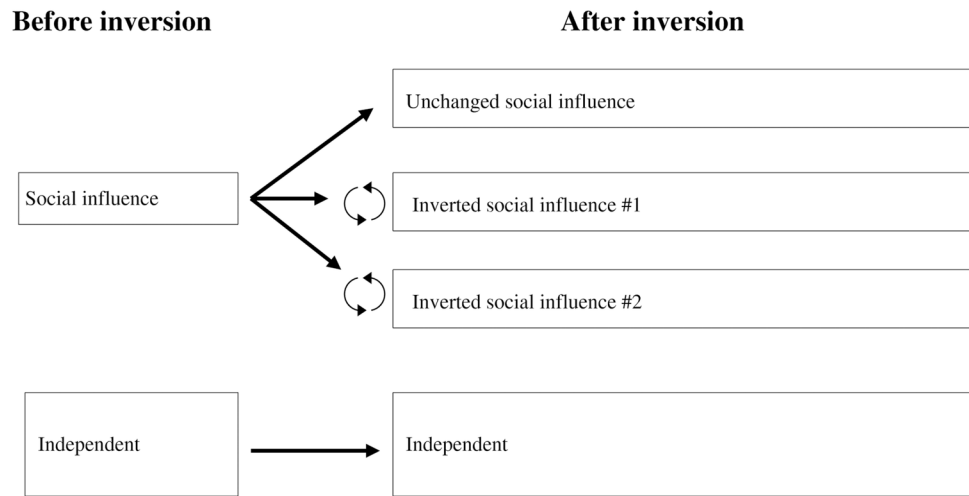 Before inversion
After inversion
Unchanged social influence
Social influence
Inverted social influence #1
Inverted social influence #2
Independent
Independent